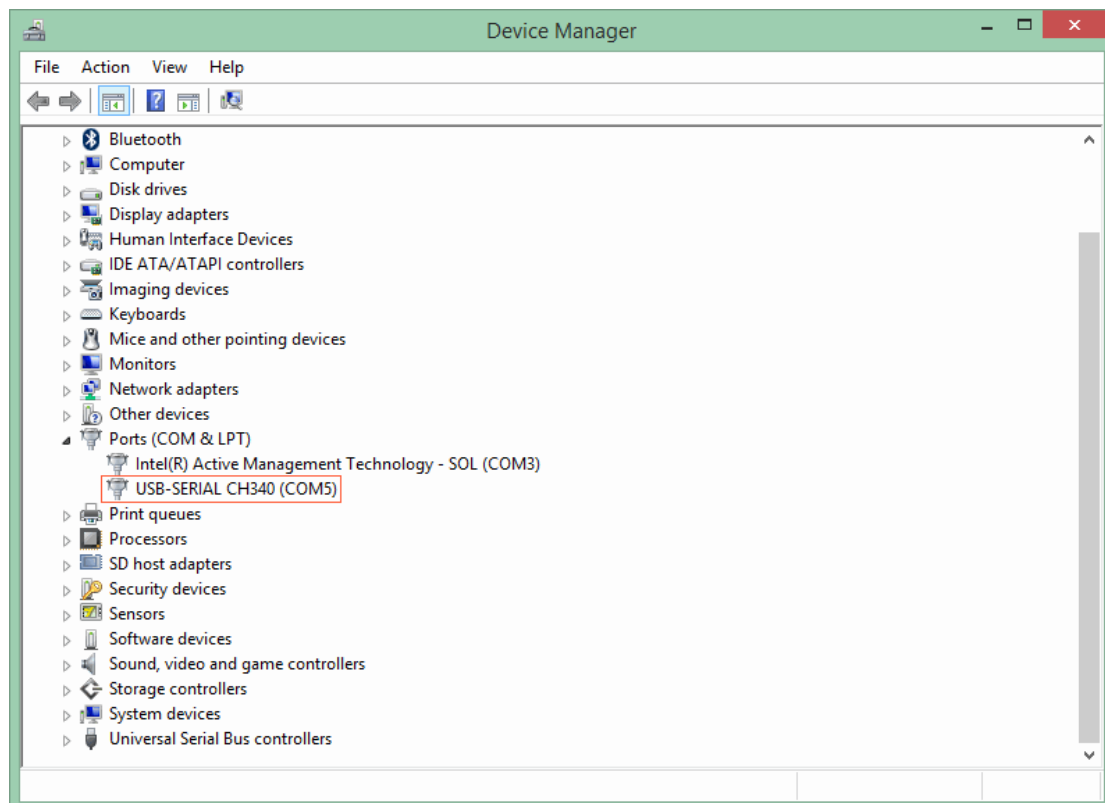 Device Manager
File Action View Help
Bluetooth
Computer
Disk drives
Display adapters
Human Interface Devices
IDE ATA/ATAPI controllers
Imaging devices
Keyboards
Mice and other pointing devices
Monitors
Network adapters
Other devices
Ports (COM & LPT)
Intel(R) Active Management Technology - SOL (COM3)
USB-SERIAL CH340 (COM5)
Print queues
Processors
SD host adapters
Security devices
Sensors
Software devices
Sound, video and game controllers
Storage controllers
System devices
Universal Serial Bus controllers